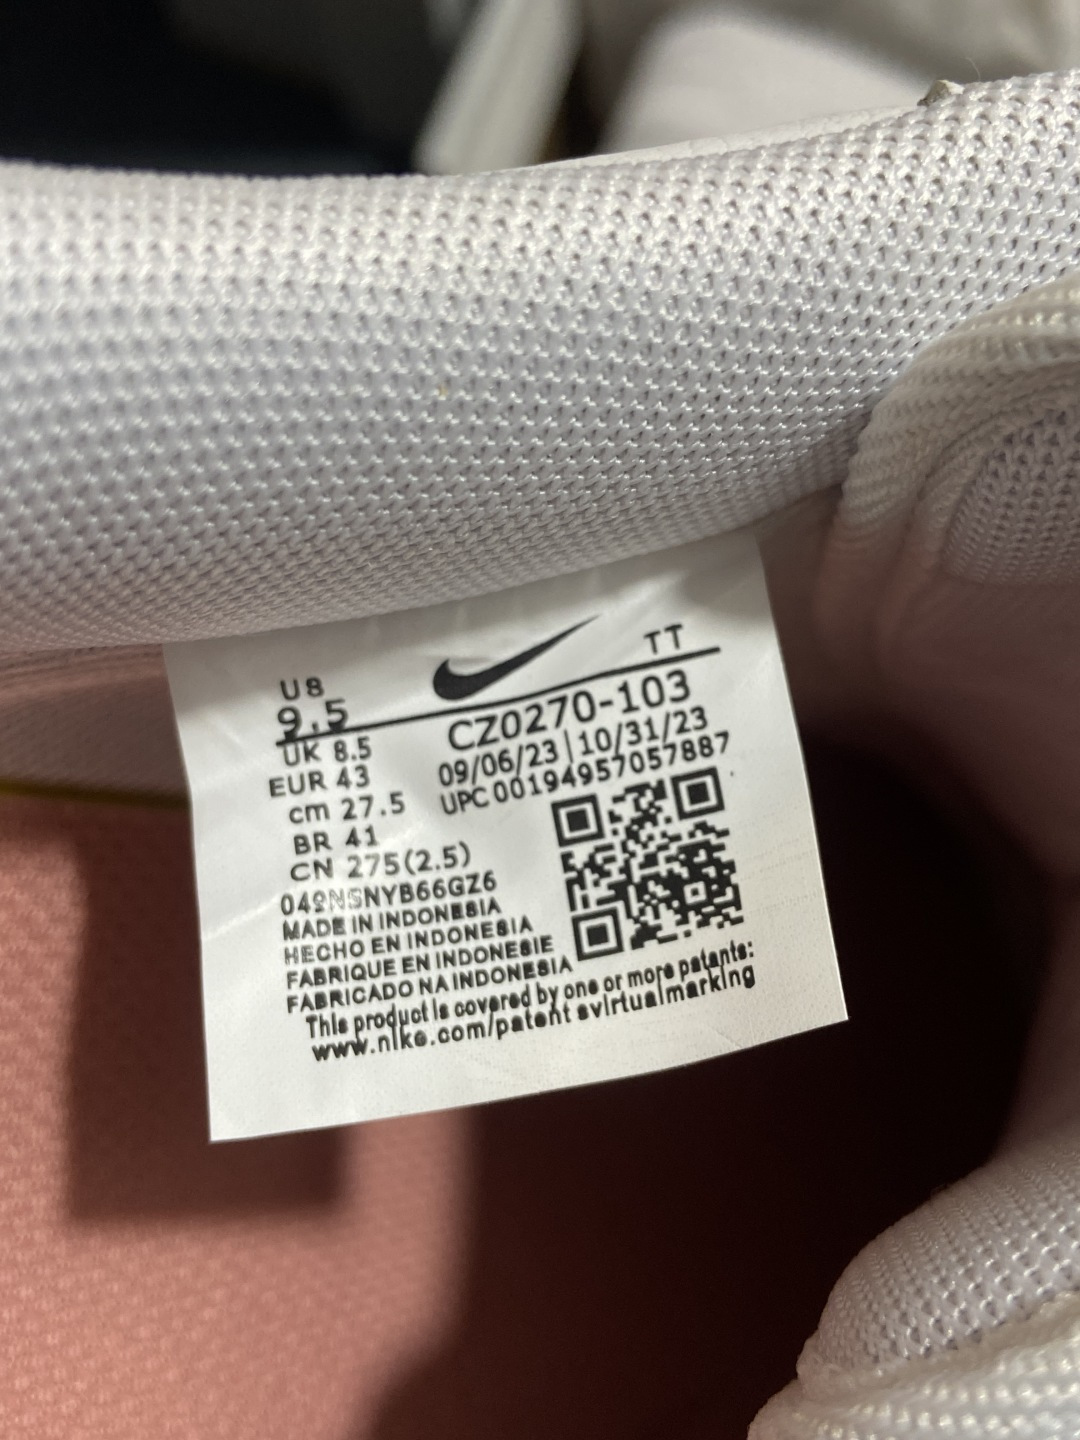 US
9.5
TT
UK 8.5
EUR 43
cm 27.5
BR 41
CN 275(2.5)
CZ0270-103
09/06/23|10/31/23
UPC 00194957057887
MADE IN INDONESIA
HECHO EN INDONESIA
FABRIQUE EN INDONESIE
FABRICADO NA INDONESIA
This product is covered by one or more patents:
www.nike.com/patent svirtualmarking